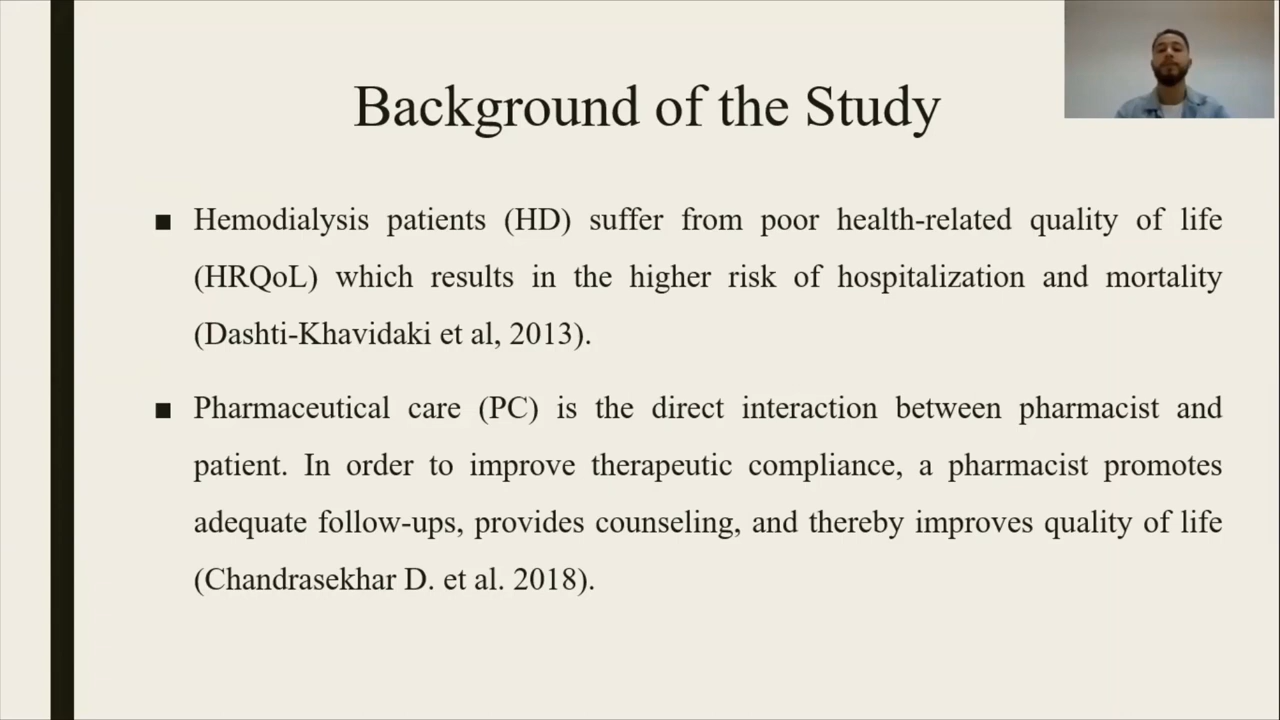 Background of the Study
■ Hemodialysis patients (HD) suffer from poor health-related quality of life
(HRQoL) which results in the higher risk of hospitalization and mortality
(Dashti-Khavidaki et al, 2013).
■ Pharmaceutical care (PC) is the direct interaction between pharmacist and
patient. In order to improve therapeutic compliance, a pharmacist promotes
adequate follow-ups, provides counseling, and thereby improves quality of life
(Chandrasekhar D. et al. 2018).